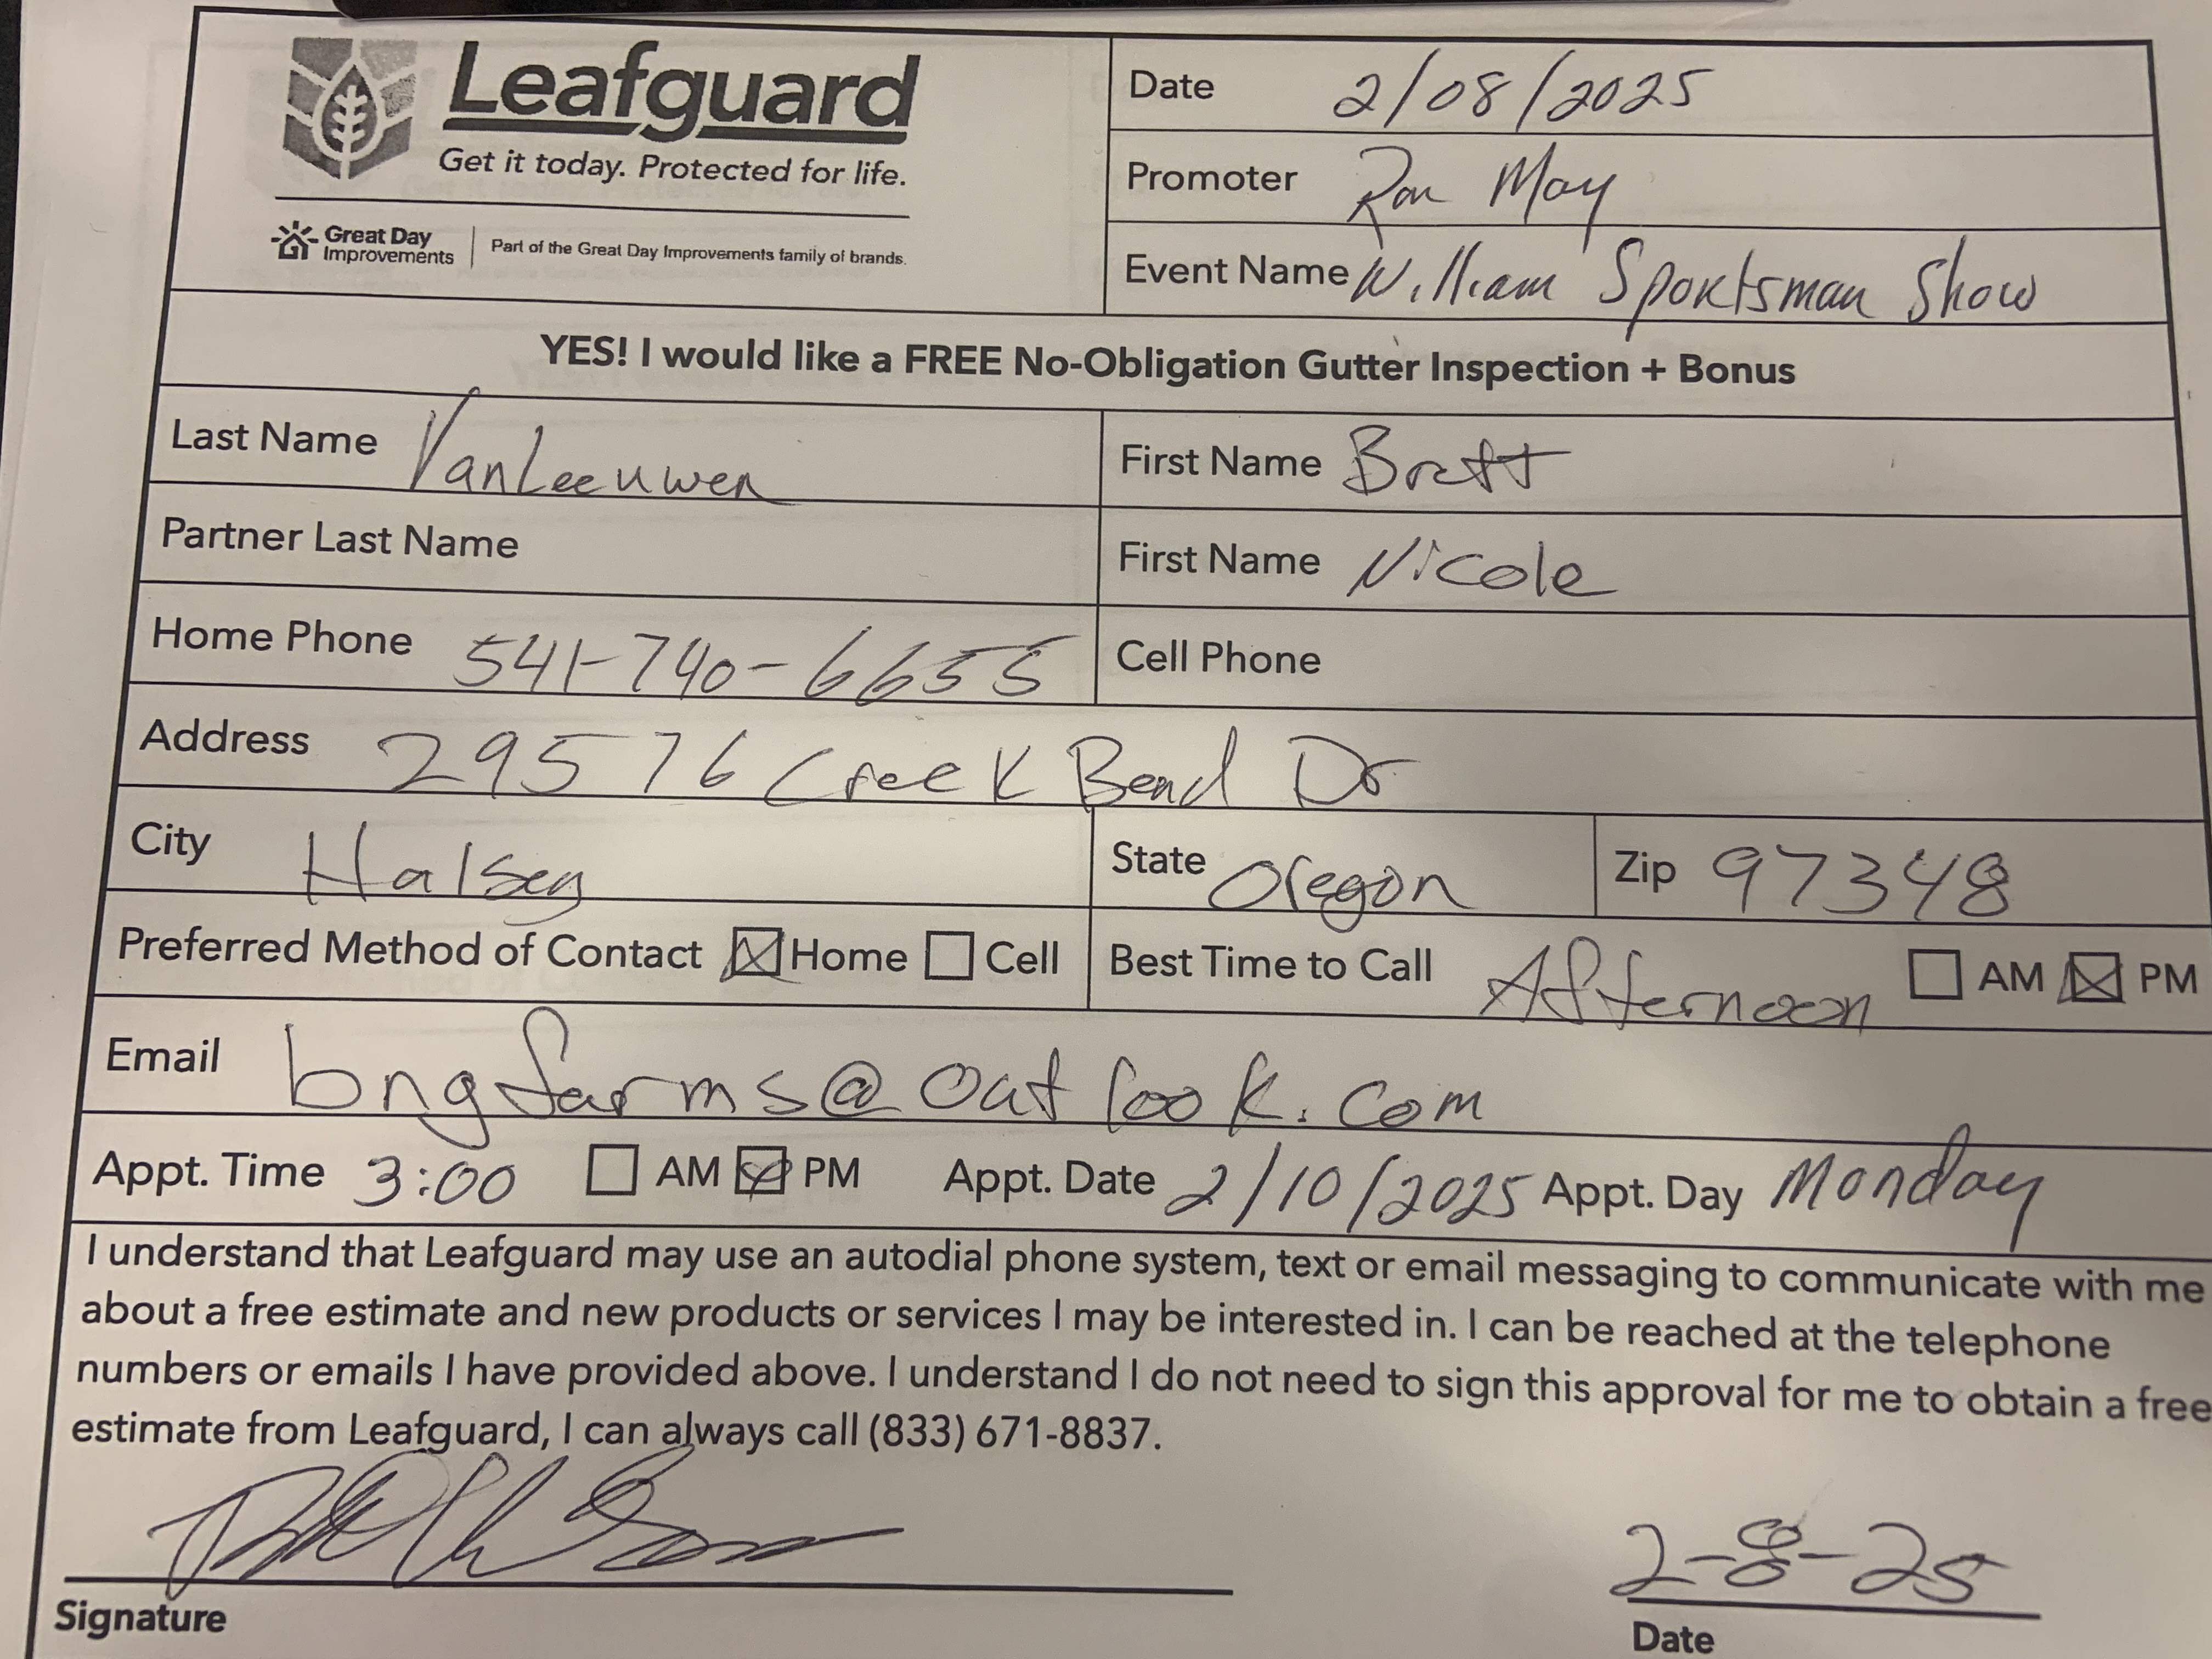 Leafguard
Get it today. Protected for life.
Great Day Improvements | Part of the Great Day Improvements family of brands.
Date 2/08/2025
Promoter Ron May
Event Name William Sportsman Show
YES! I would like a FREE No-Obligation Gutter Inspection + Bonus
Last Name VanLeeuwen First Name Brett
Partner Last Name First Name Nicole
Home Phone 541-740-6655 Cell Phone
Address 29576 Creek Bend Dr
City Halsey State Oregon Zip 97348
Preferred Method of Contact ☒ Home ☐ Cell Best Time to Call Afternoon ☐ AM ☒ PM
Email bngfarms@outlook.com
Appt. Time 3:00 ☐ AM ☒ PM Appt. Date 2/10/2025 Appt. Day Monday
I understand that Leafguard may use an autodial phone system, text or email messaging to communicate with me
about a free estimate and new products or services I may be interested in. I can be reached at the telephone
numbers or emails I have provided above. I understand I do not need to sign this approval for me to obtain a free
estimate from Leafguard, I can always call (833) 671-8837.
2-8-25
Signature Date